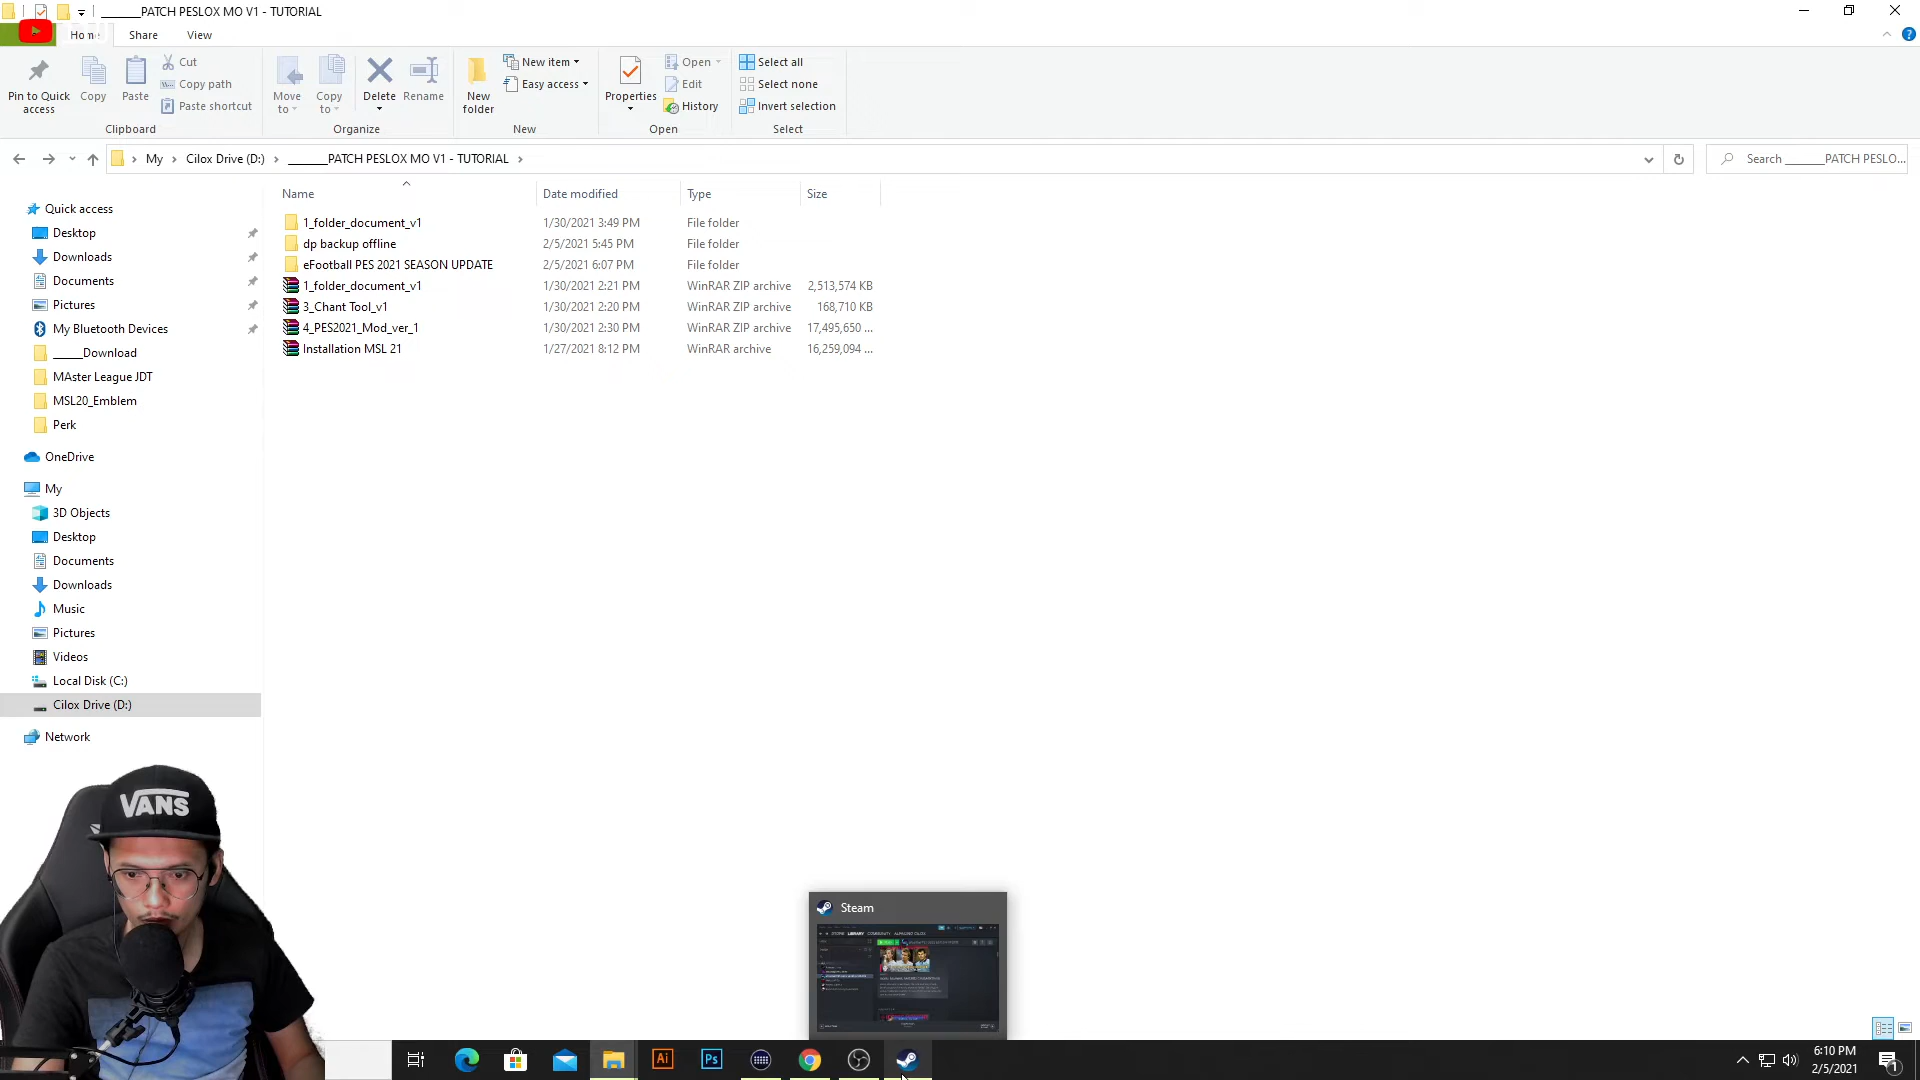 _______PATCH PESLOX MO V1 - TUTORIAL
Home
Share
View
Pin to Quick access
Copy
Paste
Cut
Copy path
Paste shortcut
Clipboard
Move to
Copy to
Delete
Rename
Organize
New folder
New item
Easy access
New
Properties
Open
Edit
History
Open
Select all
Select none
Invert selection
Select
My
Cilox Drive (D:)
_______PATCH PESLOX MO V1 - TUTORIAL
Search _______PATCH PESLO...
Name
Date modified
Type
Size
1_folder_document_v1 1/30/2021 3:49 PM File folder
dp backup offline 2/5/2021 5:45 PM File folder
eFootball PES 2021 SEASON UPDATE 2/5/2021 6:07 PM File folder
1_folder_document_v1 1/30/2021 2:21 PM WinRAR ZIP archive 2,513,574 KB
3_Chant Tool_v1 1/30/2021 2:20 PM WinRAR ZIP archive 168,710 KB
4_PES2021_Mod_ver_1 1/30/2021 2:30 PM WinRAR ZIP archive 17,495,650 ...
Installation MSL 21 1/27/2021 8:12 PM WinRAR archive 16,259,094 ...
Quick access
Desktop
Downloads
Documents
Pictures
My Bluetooth Devices
_____Download
MAster League JDT
MSL20_Emblem
Perk
OneDrive
My
3D Objects
Desktop
Documents
Downloads
Music
Pictures
Videos
Local Disk (C:)
Cilox Drive (D:)
Network
VANS
Steam
Ai
Ps
6:10 PM
2/5/2021
1